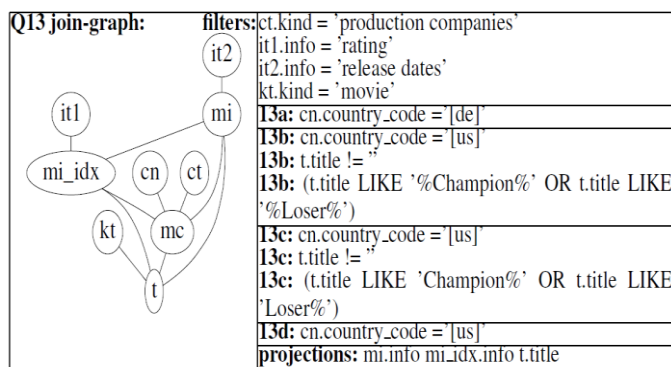 Q13 join-graph:
it2
it1
mi
mi_idx
cn
ct
kt
mc
t
filters:
ct.kind = 'production companies'
it1.info = 'rating'
it2.info = 'release dates'
kt.kind = 'movie'
13a: cn.country_code ='[de]'
13b: cn.country_code ='[us]'
13b: t.title != ''
13b: (t.title LIKE '%Champion%' OR t.title LIKE
'%Loser%')
13c: cn.country_code ='[us]'
13c: t.title != ''
13c: (t.title LIKE 'Champion%' OR t.title LIKE
'Loser%')
13d: cn.country_code ='[us]'
projections: mi.info mi_idx.info t.title